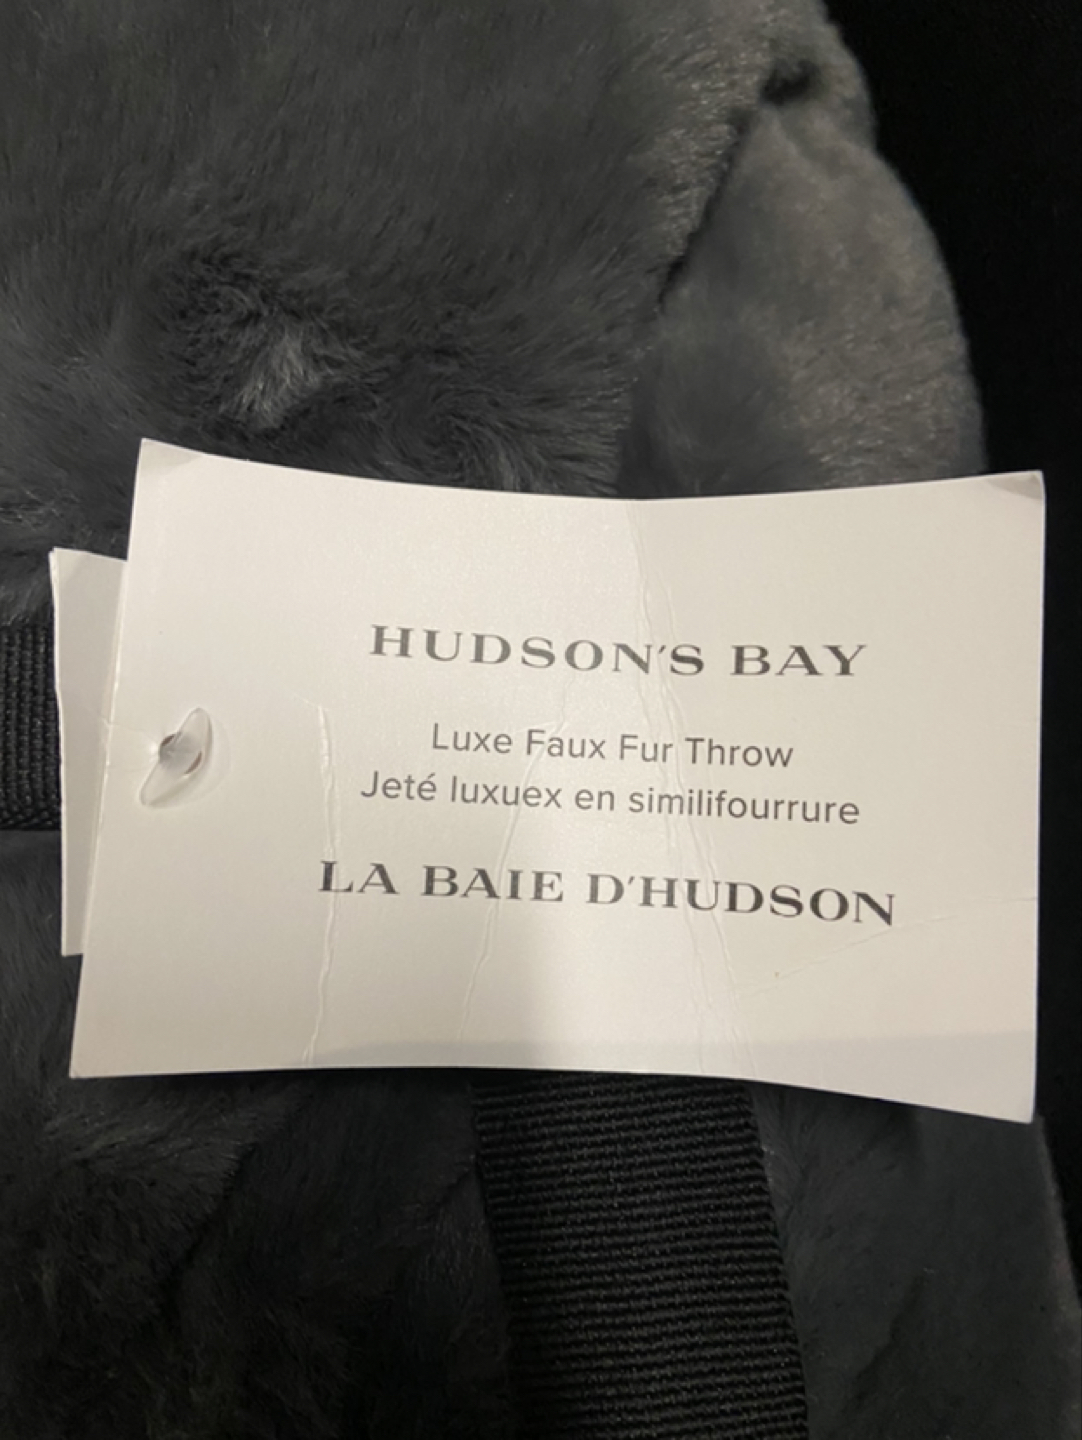 HUDSON'S BAY
Luxe Faux Fur Throw
Jeté luxuex en similifourrure
LA BAIE D'HUDSON